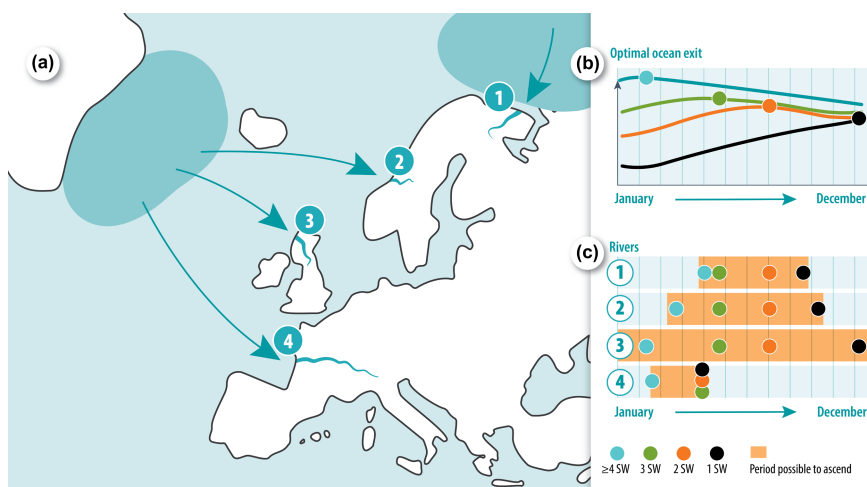 (a)
1
2
3
4
(b)
Optimal ocean exit
January
December
(c)
Rivers
1
2
3
4
January
December
≥4 SW
3 SW
2 SW
1 SW
Period possible to ascend